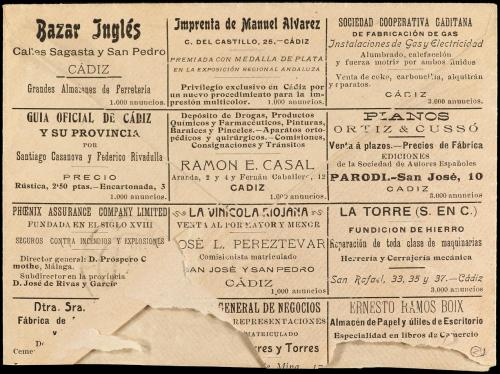 Bazar Inglés
Calles Sagasta y San Pedro
CÁDIZ
Grandes Almacenes de Ferretería
1.000 anuncios.
Imprenta de Manuel Alvarez
C. DEL CASTILLO, 25,—CÁDIZ
PREMIADA CON MEDALLA DE PLATA
EN LA EXPOSICIÓN REGIONAL ANDALUZA
Privilegio exclusivo en Cádiz por
un nuevo procedimiento para la im-
presión multicolor.
1.000 anuncios.
SOCIEDAD COOPERATIVA GADITANA
DE FABRICACIÓN DE GAS
Instalaciones de Gas y Electricidad
Alumbrado, calefacción
y fuerza motriz por ambos fluidos
Venta de coke, carboncilla, alquitrán
y paratos.
CÁDIZ
3.000 anuncios.
GUIA OFICIAL DE CÁDIZ
Y SU PROVINCIA
POR
Santiago Casanova y Federico Rivadulla
PRECIO
Rústica, 2'50 ptas.—Encartonada, 3
1.000 anuncios.
Depósito de Drogas, Productos
Químicos y Farmacéuticos, Pinturas,
Barnices y Pinceles.—Aparatos ortopé-
dicos y quirúrgicos.—Comisiones,
Consignaciones y Tránsitos
RAMON E. CASAL
Aranda, 2 y 4 y Fernán Caballero, 12
CADIZ
1.000 anuncios.
PIANOS
ORTIZ & CUSSÓ
Venta á plazos.—Precios de Fábrica
EDICIONES
de la Sociedad de Autores Españoles
PARODI.-San José, 10
CADIZ
3.000 anuncios.
PHŒNIX ASSURANCE COMPANY LIMITED
FUNDADA EN EL SIGLO XVIII
SEGUROS CONTRA INCENDIOS Y EXPLOSIONES
Director general: D. Próspero
mothe, Málaga.
Subdirector en la provincia
D. José de Rivas y García
LA VINÍCOLA RIOJANA
VENTA AL POR MAYOR Y MENOR
JOSÉ L. PEREZTEVAR
Comisionista matriculado
SAN JOSÉ Y SAN PEDRO
CÁDIZ
1.000 anuncios.
LA TORRE (S. EN C.)
FUNDICION DE HIERRO
Reparación de toda clase de maquinarias
Herrería y Cerrajería mecánica
San Rafael, 33, 35 y 37.—Cádiz
3.000 anuncios.
Dtra. Sra.
Fábrica de
GENERAL DE NEGOCIOS
REPRESENTACIONES
MATRICULADO
res y Torres
ERNESTO RAMOS BOIX
Almacén de Papel y útiles de Escritorio
Especialidad en libros de Comercio